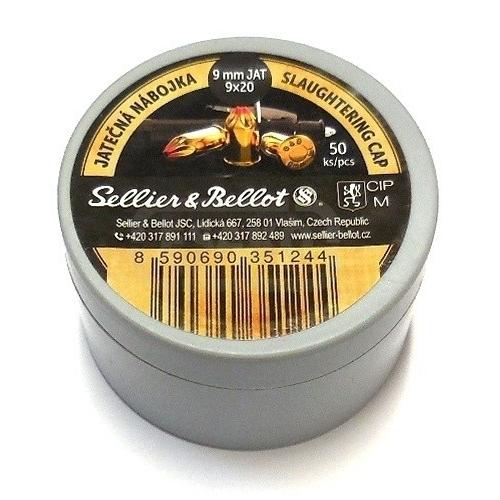 JATEČNÁ NÁBOJKA
9 mm JAT
9x20
SLAUGHTERING CAP
50
ks/pcs
Sellier & Bellot S&B®
CIP
M
Sellier & Bellot JSC, Lidická 667, 258 01 Vlašim, Czech Republic
+420 317 891 111 +420 317 892 489 www.sellier-bellot.cz
8 590690 351244